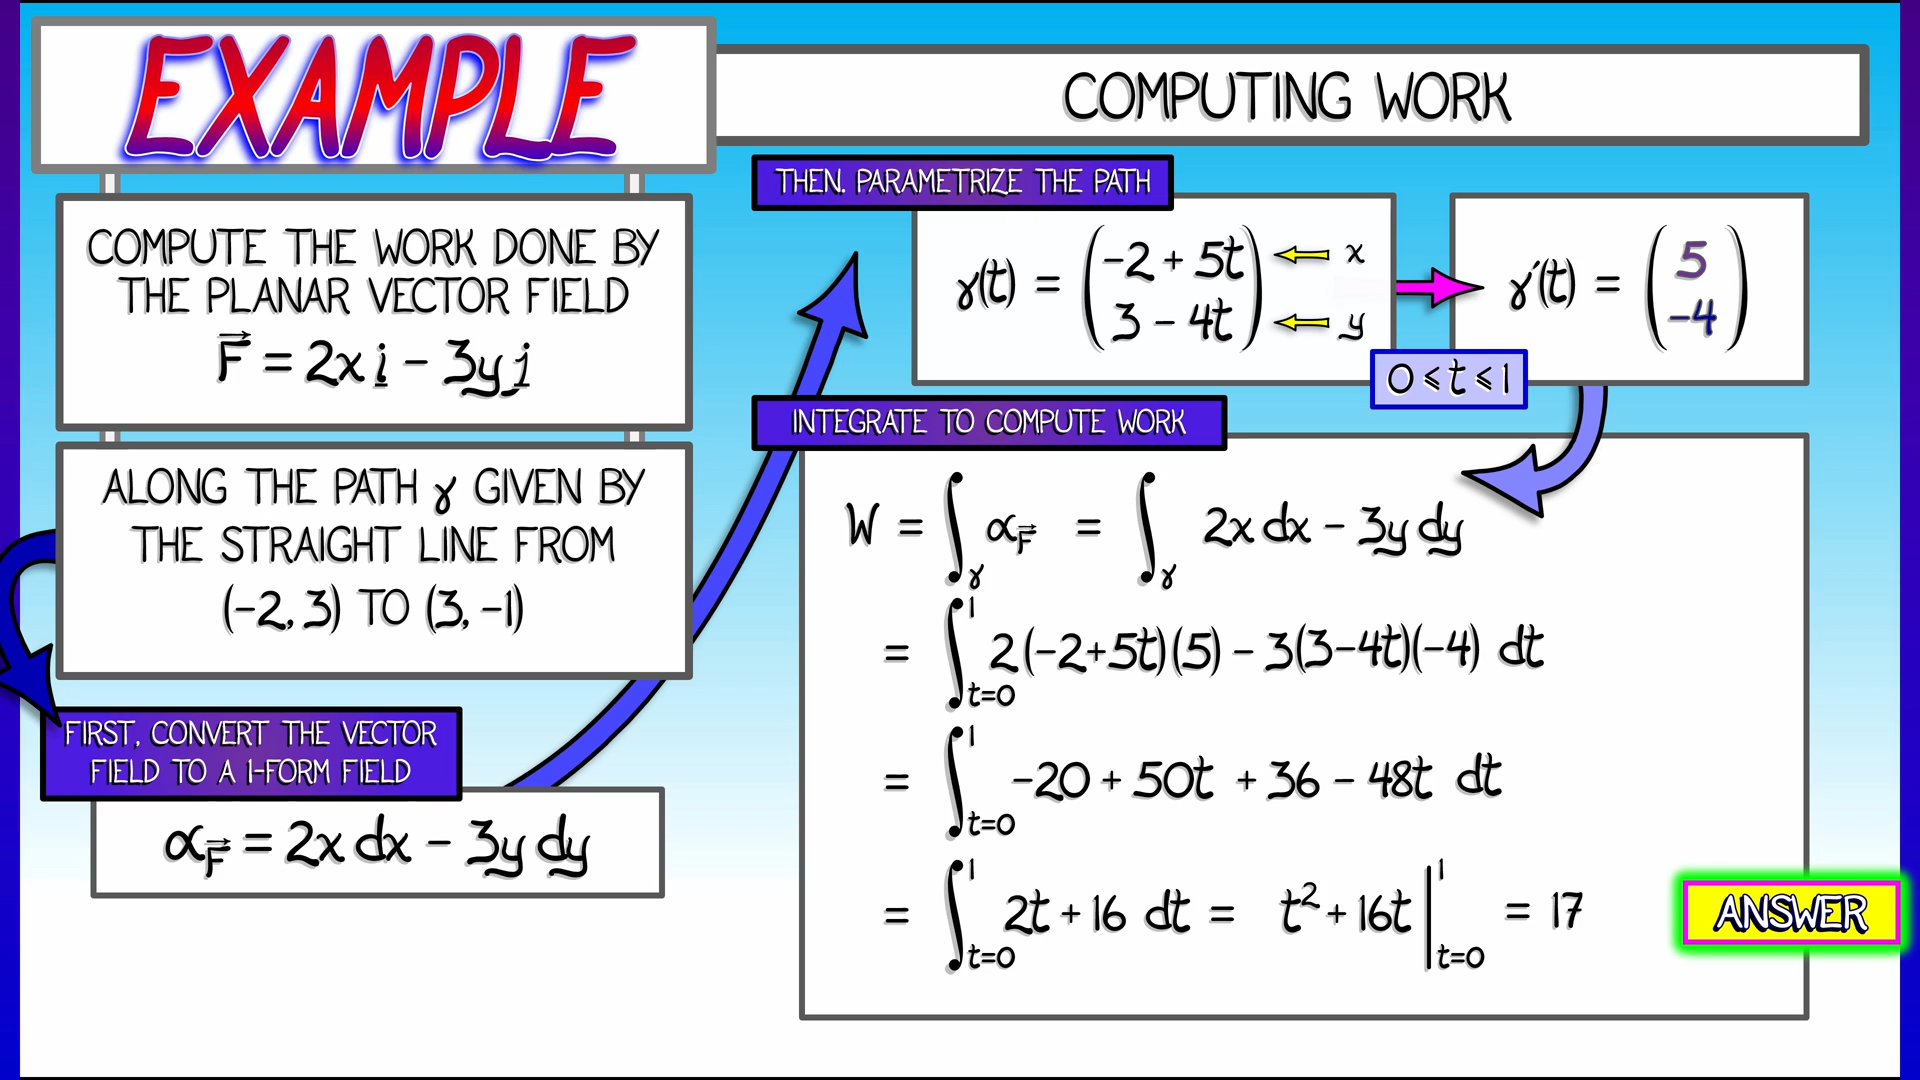 EXAMPLE
COMPUTING WORK
COMPUTE THE WORK DONE BY
THE PLANAR VECTOR FIELD
F⃗ = 2x i̲ − 3y j̲
ALONG THE PATH γ GIVEN BY
THE STRAIGHT LINE FROM
(−2, 3) TO (3, −1)
FIRST, CONVERT THE VECTOR
FIELD TO A 1-FORM FIELD
α_F⃗ = 2x dx − 3y dy
THEN. PARAMETRIZE THE PATH
γ(t) = (−2 + 5t, 3 − 4t) ← x ← y
γ′(t) = (5, −4)
0 ⩽ t ⩽ 1
INTEGRATE TO COMPUTE WORK
W = ∫_γ α_F⃗ = ∫_γ 2x dx − 3y dy
= ∫_{t=0}^1 2(−2+5t)(5) − 3(3−4t)(−4) dt
= ∫_{t=0}^1 −20 + 50t + 36 − 48t dt
= ∫_{t=0}^1 2t + 16 dt = t² + 16t |_{t=0}^1 = 17
ANSWER